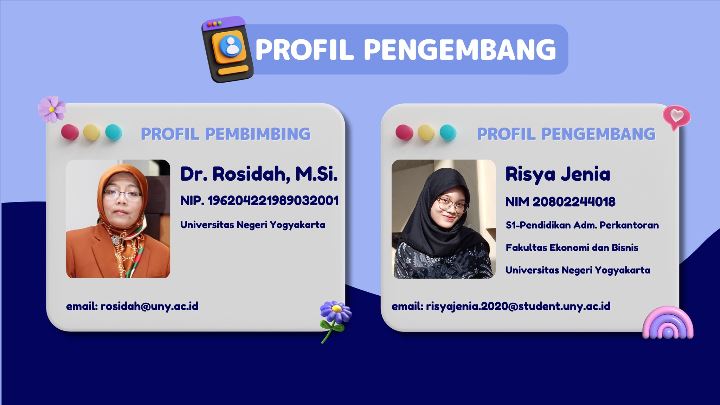 PROFIL PENGEMBANG
PROFIL PEMBIMBING
Dr. Rosidah, M.Si.
NIP. 196204221989032001
Universitas Negeri Yogyakarta
email: rosidah@uny.ac.id
PROFIL PENGEMBANG
Risya Jenia
NIM 20802244018
S1-Pendidikan Adm. Perkantoran
Fakultas Ekonomi dan Bisnis
Universitas Negeri Yogyakarta
email: risyajenia.2020@student.uny.ac.id